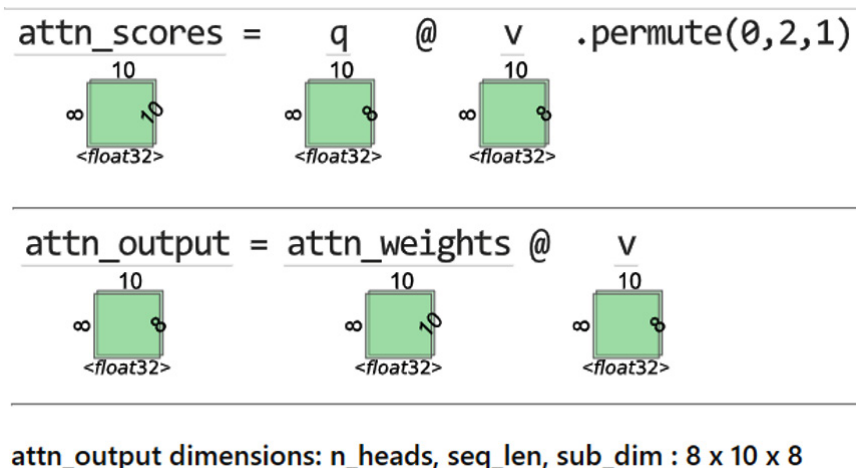 attn_scores = q @ v .permute(0,2,1)
10 10 10
8 10 8 8 8 8
<float32> <float32> <float32>
attn_output = attn_weights @ v
10 10 10
8 8 8 10 8 8
<float32> <float32> <float32>
attn_output dimensions: n_heads, seq_len, sub_dim : 8 x 10 x 8